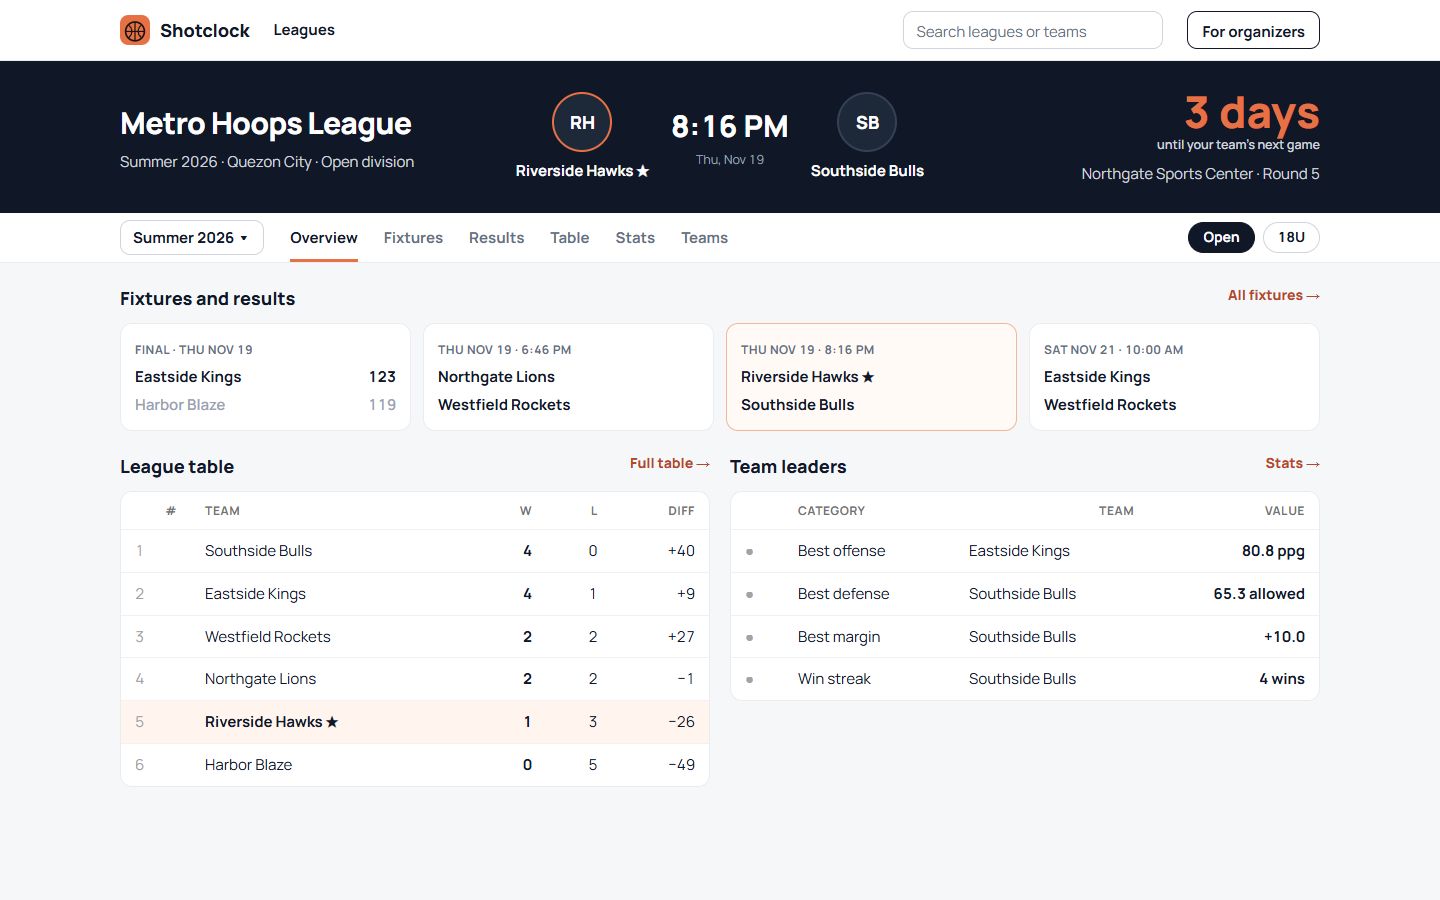 Shotclock Leagues Search leagues or teams For organizers
Metro Hoops League
Summer 2026 · Quezon City · Open division
RH
Riverside Hawks ★
8:16 PM
Thu, Nov 19
SB
Southside Bulls
3 days
until your team's next game
Northgate Sports Center · Round 5
Summer 2026 ▾ Overview Fixtures Results Table Stats Teams Open 18U
Fixtures and results All fixtures →
FINAL · THU NOV 19
Eastside Kings 123
Harbor Blaze 119
THU NOV 19 · 6:46 PM
Northgate Lions
Westfield Rockets
THU NOV 19 · 8:16 PM
Riverside Hawks ★
Southside Bulls
SAT NOV 21 · 10:00 AM
Eastside Kings
Westfield Rockets
League table Full table →
# TEAM W L DIFF
1 Southside Bulls 4 0 +40
2 Eastside Kings 4 1 +9
3 Westfield Rockets 2 2 +27
4 Northgate Lions 2 2 −1
5 Riverside Hawks ★ 1 3 −26
6 Harbor Blaze 0 5 −49
Team leaders Stats →
CATEGORY TEAM VALUE
Best offense Eastside Kings 80.8 ppg
Best defense Southside Bulls 65.3 allowed
Best margin Southside Bulls +10.0
Win streak Southside Bulls 4 wins